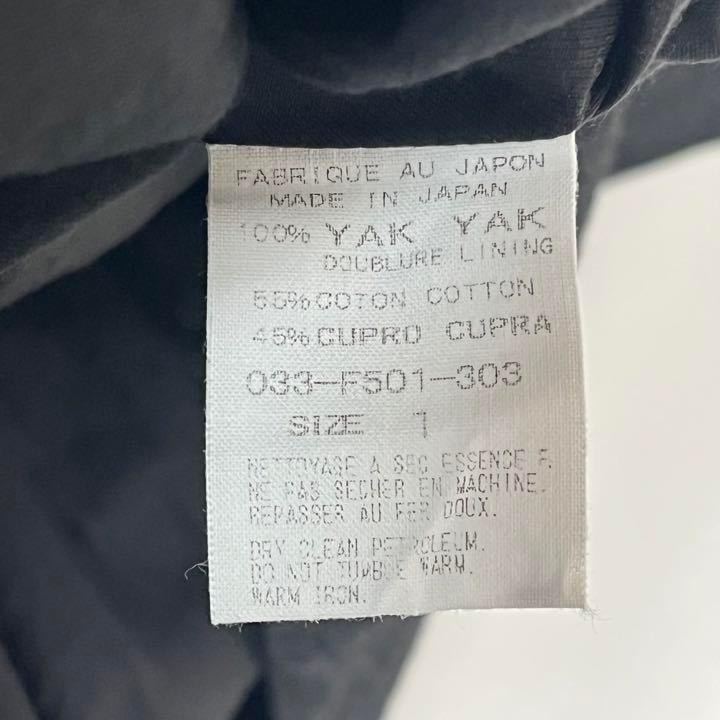 FABRIQUE AU JAPON
MADE IN JAPAN
100% YAK YAK
DOUBLURE LINING
55% COTON COTTON
45% CUPRO CUPRA
033-F501-303
SIZE 1
NETTOYAGE A SEC ESSENCE F.
NE PAS SECHER EN MACHINE.
REPASSER AU FER DOUX.
DRY CLEAN PETROLEUM.
DO NOT TUMBLE WARM.
WARM IRON.